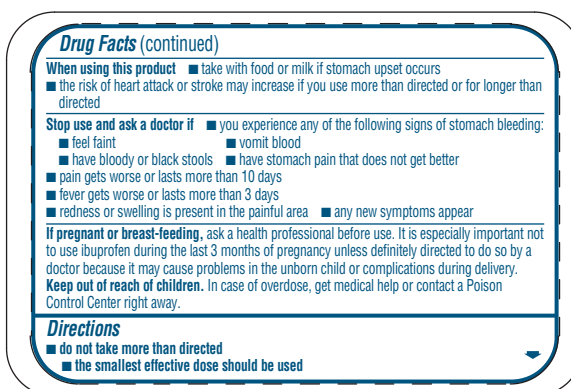 Drug Facts (continued)
When using this product ■ take with food or milk if stomach upset occurs
■ the risk of heart attack or stroke may increase if you use more than directed or for longer than
directed
Stop use and ask a doctor if ■ you experience any of the following signs of stomach bleeding:
■ feel faint ■ vomit blood
■ have bloody or black stools ■ have stomach pain that does not get better
■ pain gets worse or lasts more than 10 days
■ fever gets worse or lasts more than 3 days
■ redness or swelling is present in the painful area ■ any new symptoms appear
If pregnant or breast-feeding, ask a health professional before use. It is especially important not
to use ibuprofen during the last 3 months of pregnancy unless definitely directed to do so by a
doctor because it may cause problems in the unborn child or complications during delivery.
Keep out of reach of children. In case of overdose, get medical help or contact a Poison
Control Center right away.
Directions
■ do not take more than directed
■ the smallest effective dose should be used